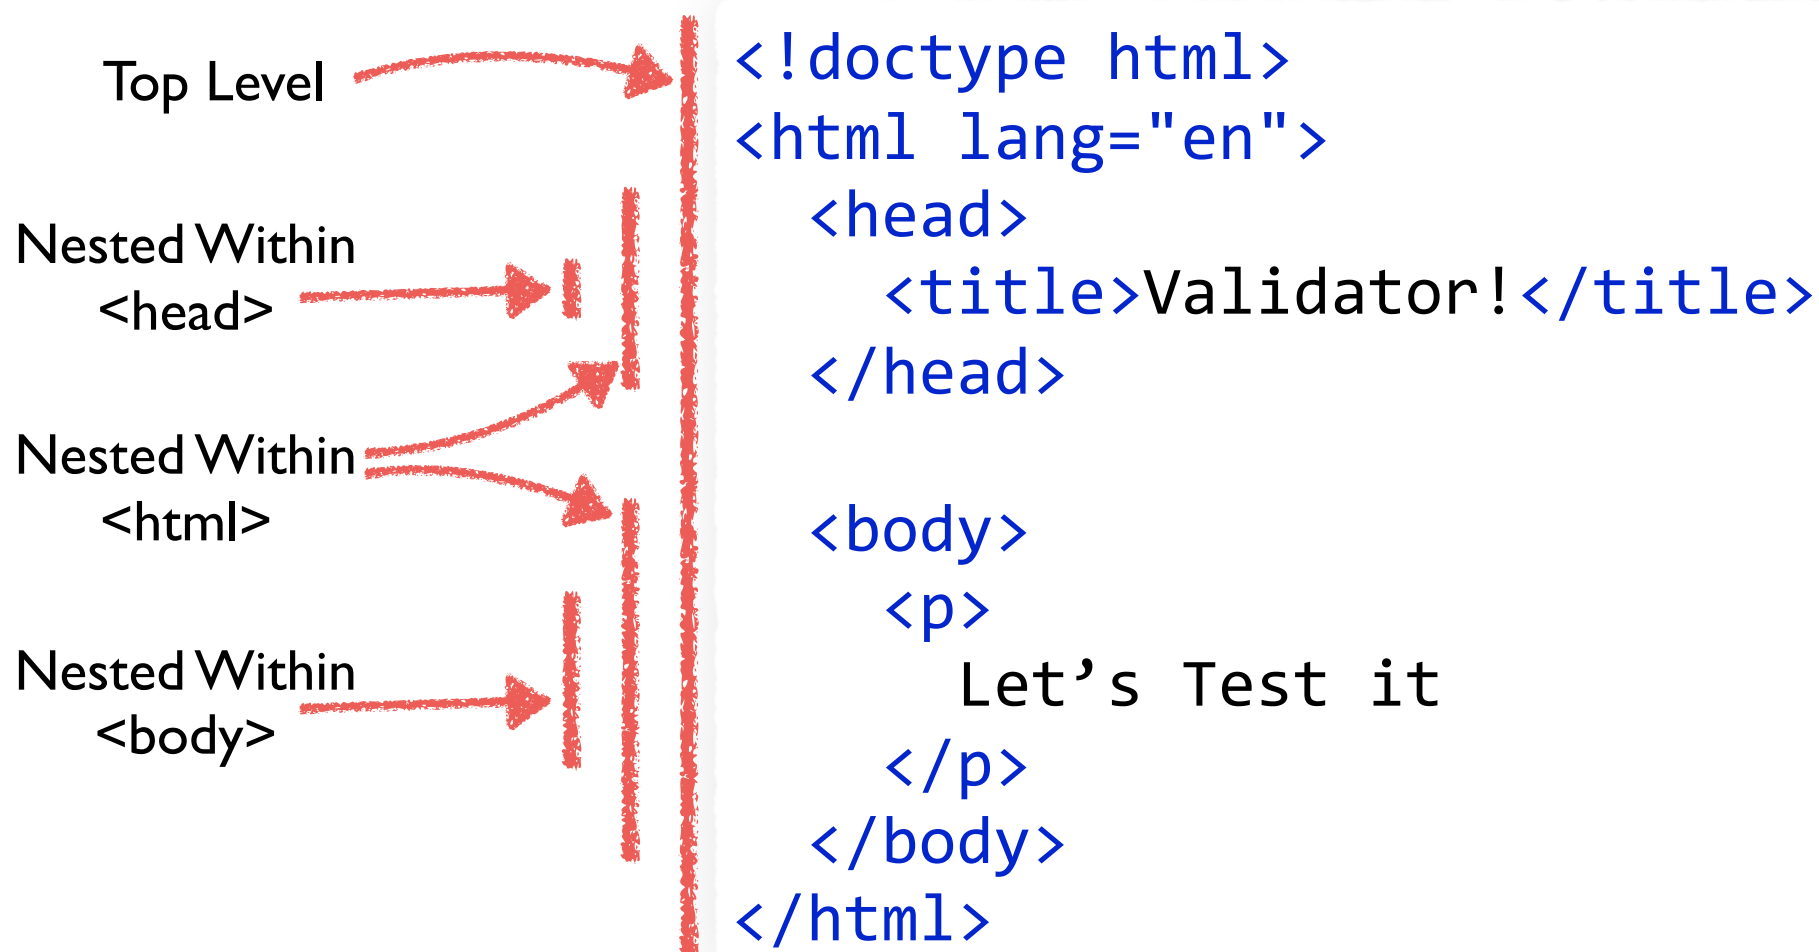 Top Level
Nested Within
<head>
Nested Within
<html>
Nested Within
<body>
<!doctype html>
<html lang="en">
  <head>
    <title>Validator!</title>
  </head>
  <body>
    <p>
      Let’s Test it
    </p>
  </body>
</html>